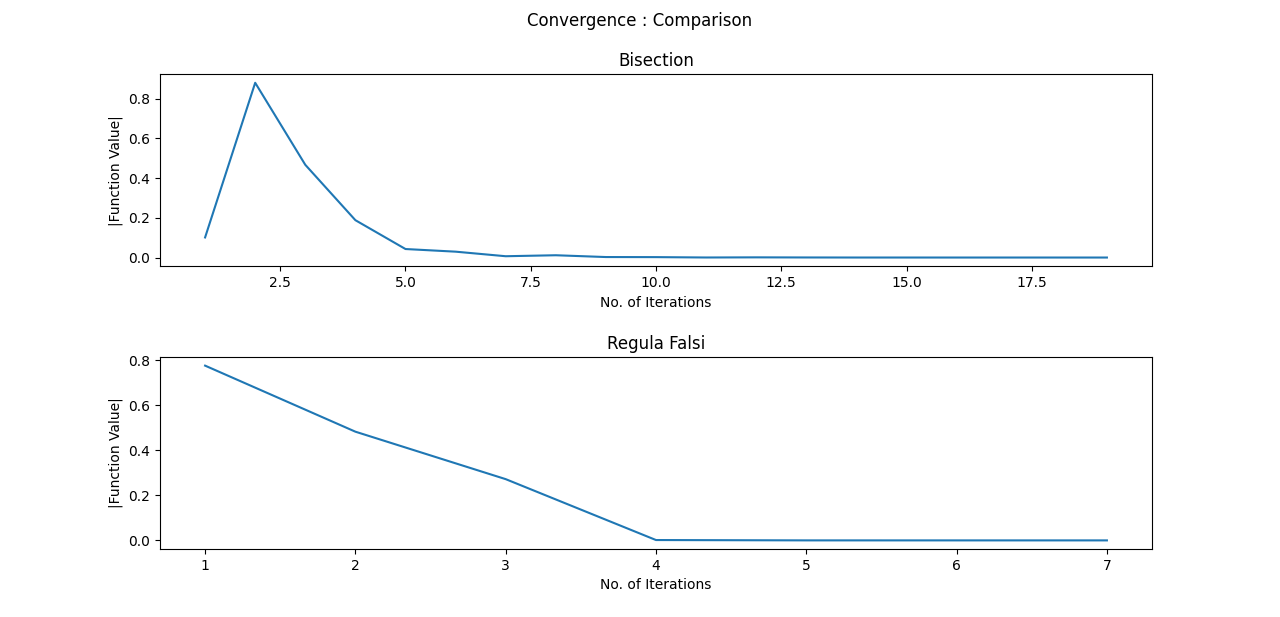 Convergence : Comparison
Bisection
|Function Value|
0.8
0.6
0.4
0.2
0.0
2.5 5.0 7.5 10.0 12.5 15.0 17.5
No. of Iterations
Regula Falsi
|Function Value|
0.8
0.6
0.4
0.2
0.0
1 2 3 4 5 6 7
No. of Iterations